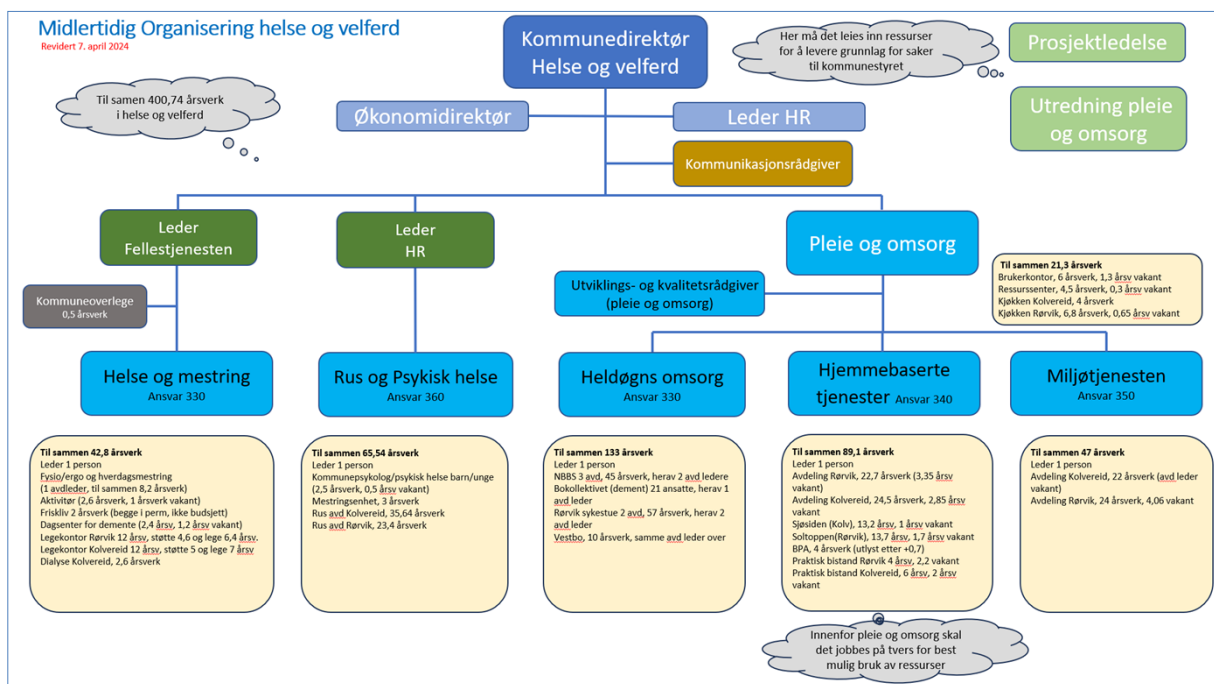 Midlertidig Organisering helse og velferd
Revidert 7. april 2024
Kommunedirektør
Helse og velferd
Her må det leies inn ressurser
for å levere grunnlag for saker
til kommunestyret
Prosjektledelse
Utredning pleie
og omsorg
Til samen 400,74 årsverk
i helse og velferd
Økonomidirektør
Leder HR
Kommunikasjonsrådgiver
Leder
Fellestjenesten
Leder
HR
Pleie og omsorg
Kommuneoverlege
0,5 årsverk
Utviklings- og kvalitetsrådgiver
(pleie og omsorg)
Til sammen 21,3 årsverk
Brukerkontor, 6 årsverk, 1,3 årsv vakant
Ressurssenter, 4,5 årsverk, 0,3 årsv vakant
Kjøkken Kolvereid, 4 årsverk
Kjøkken Rørvik, 6,8 årsverk, 0,65 årsv vakant
Helse og mestring
Ansvar 330
Rus og Psykisk helse
Ansvar 360
Heldøgns omsorg
Ansvar 330
Hjemmebaserte
tjenester Ansvar 340
Miljøtjenesten
Ansvar 350
Til sammen 42,8 årsverk
Leder 1 person
Fysio/ergo og hverdagsmestring
(1 avdleder, til sammen 8,2 årsverk)
Aktivitør (2,6 årsverk, 1 årsverk vakant)
Friskliv 2 årsverk (begge i perm, ikke budsjett)
Dagsenter for demente (2,4 årsv, 1,2 årsv vakant)
Legekontor Rørvik 12 årsv, støtte 4,6 og lege 6,4 årsv.
Legekontor Kolvereid 12 årsv, støtte 5 og lege 7 årsv
Dialyse Kolvereid, 2,6 årsverk
Til sammen 65,54 årsverk
Leder 1 person
Kommunepsykolog/psykisk helse barn/unge
(2,5 årsverk, 0,5 årsv vakant)
Mestringsenhet, 3 årsverk
Rus avd Kolvereid, 35,64 årsverk
Rus avd Rørvik, 23,4 årsverk
Til sammen 133 årsverk
Leder 1 person
NBBS 3 avd, 45 årsverk, herav 2 avd ledere
Bokollektivet (dement) 21 ansatte, herav 1
avd leder
Rørvik sykestue 2 avd, 57 årsverk, herav 2
avd leder
Vestbo, 10 årsverk, samme avd leder over
Til sammen 89,1 årsverk
Leder 1 person
Avdeling Rørvik, 22,7 årsverk (3,35 årsv
vakant)
Avdeling Kolvereid, 24,5 årsverk, 2,85 årsv
vakant
Sjøsiden (Kolv), 13,2 årsv, 1 årsv vakant
Soltoppen(Rørvik), 13,7 årsv, 1,7 årsv vakant
BPA, 4 årsverk (utlyst etter +0,7)
Praktisk bistand Rørvik 4 årsv, 2,2 vakant
Praktisk bistand Kolvereid, 6 årsv, 2 årsv
vakant
Til sammen 47 årsverk
Leder 1 person
Avdeling Kolvereid, 22 årsverk (avd leder
vakant)
Avdeling Rørvik, 24 årsverk, 4,06 vakant
Innenfor pleie og omsorg skal
det jobbes på tvers for best
mulig bruk av ressurser